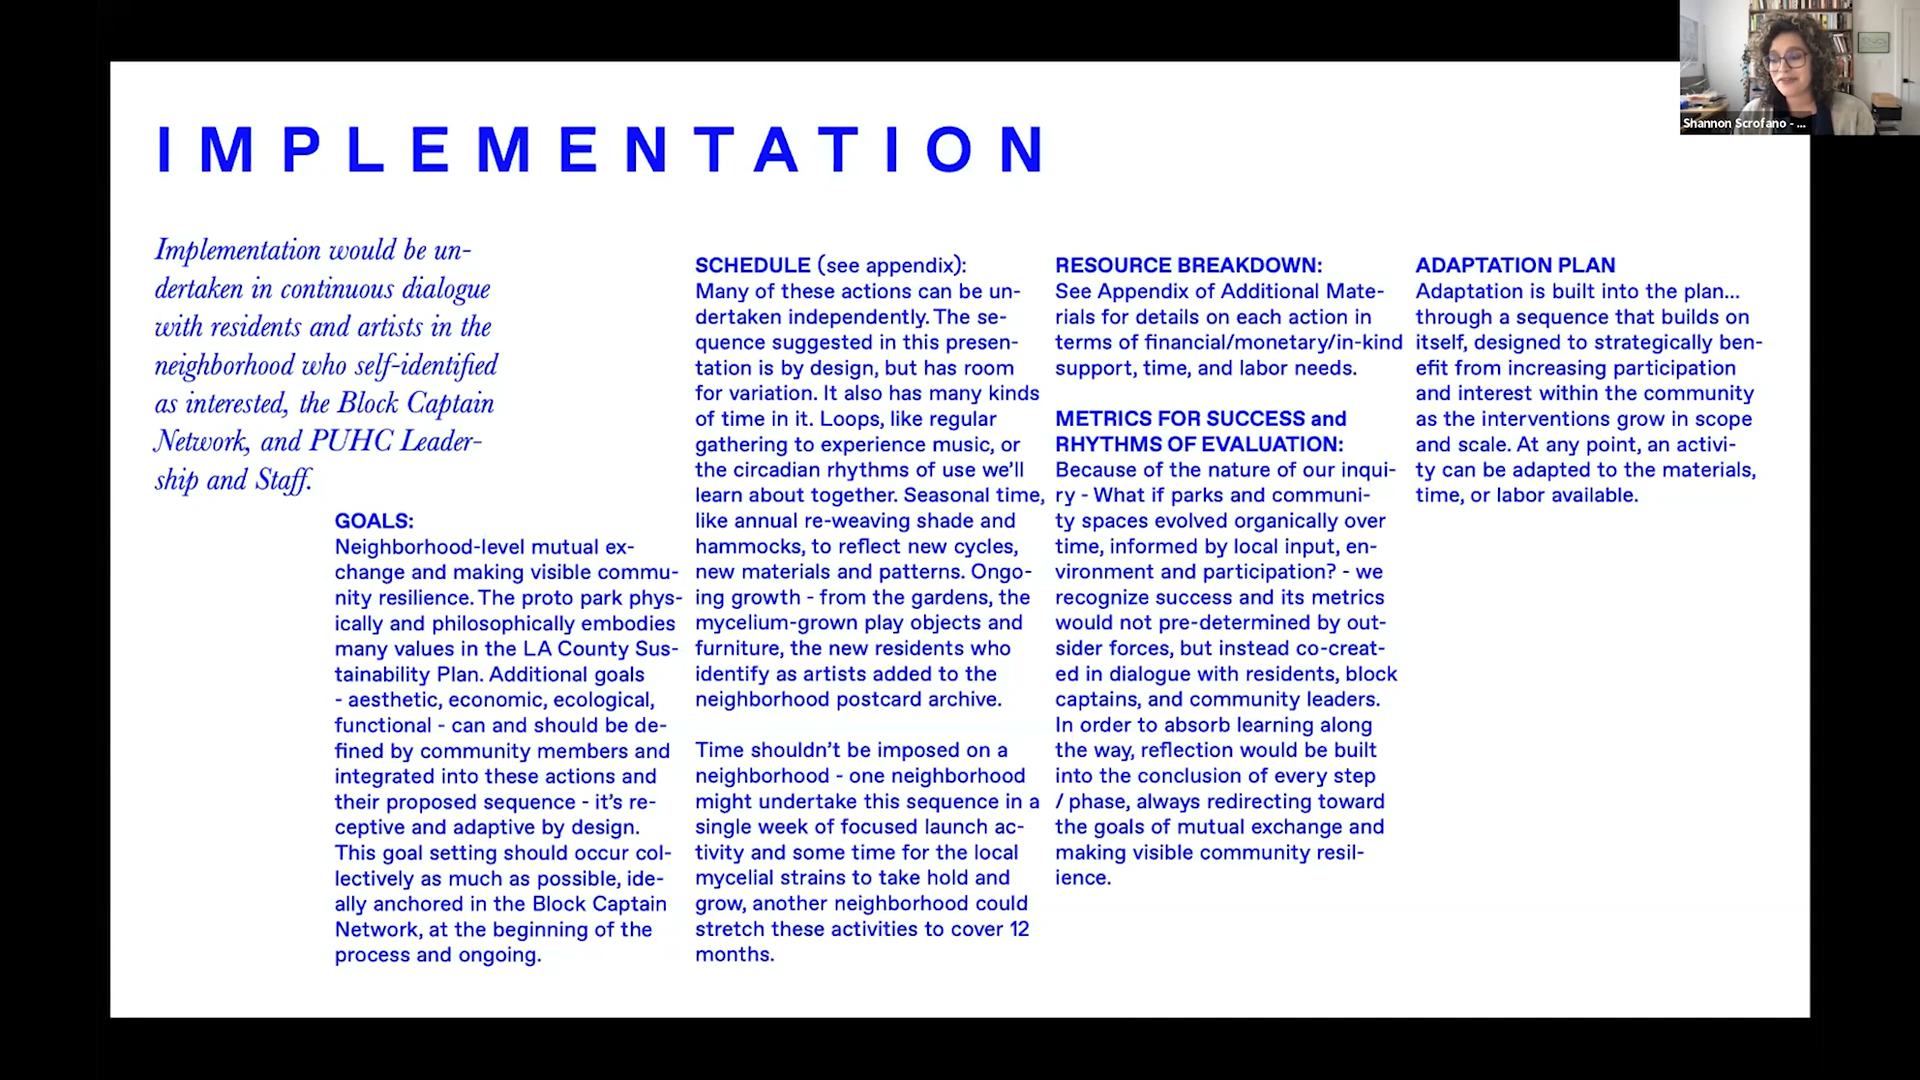 IMPLEMENTATION
Implementation would be un-
dertaken in continuous dialogue
with residents and artists in the
neighborhood who self-identified
as interested, the Block Captain
Network, and PUHC Leader-
ship and Staff.
GOALS:
Neighborhood-level mutual ex-
change and making visible commu-
nity resilience. The proto park phys-
ically and philosophically embodies
many values in the LA County Sus-
tainability Plan. Additional goals
- aesthetic, economic, ecological,
functional - can and should be de-
fined by community members and
integrated into these actions and
their proposed sequence - it's re-
ceptive and adaptive by design.
This goal setting should occur col-
lectively as much as possible, ide-
ally anchored in the Block Captain
Network, at the beginning of the
process and ongoing.
SCHEDULE (see appendix):
Many of these actions can be un-
dertaken independently. The se-
quence suggested in this presen-
tation is by design, but has room
for variation. It also has many kinds
of time in it. Loops, like regular
gathering to experience music, or
the circadian rhythms of use we'll
learn about together. Seasonal time,
like annual re-weaving shade and
hammocks, to reflect new cycles,
new materials and patterns. Ongo-
ing growth - from the gardens, the
mycelium-grown play objects and
furniture, the new residents who
identify as artists added to the
neighborhood postcard archive.
Time shouldn't be imposed on a
neighborhood - one neighborhood
might undertake this sequence in a
single week of focused launch ac-
tivity and some time for the local
mycelial strains to take hold and
grow, another neighborhood could
stretch these activities to cover 12
months.
RESOURCE BREAKDOWN:
See Appendix of Additional Mate-
rials for details on each action in
terms of financial/monetary/in-kind
support, time, and labor needs.
METRICS FOR SUCCESS and
RHYTHMS OF EVALUATION:
Because of the nature of our inqui-
ry - What if parks and communi-
ty spaces evolved organically over
time, informed by local input, en-
vironment and participation? - we
recognize success and its metrics
would not pre-determined by out-
sider forces, but instead co-creat-
ed in dialogue with residents, block
captains, and community leaders.
In order to absorb learning along
the way, reflection would be built
into the conclusion of every step
/ phase, always redirecting toward
the goals of mutual exchange and
making visible community resil-
ience.
ADAPTATION PLAN
Adaptation is built into the plan...
through a sequence that builds on
itself, designed to strategically ben-
efit from increasing participation
and interest within the community
as the interventions grow in scope
and scale. At any point, an activi-
ty can be adapted to the materials,
time, or labor available.
Shannon Scrofano - ...